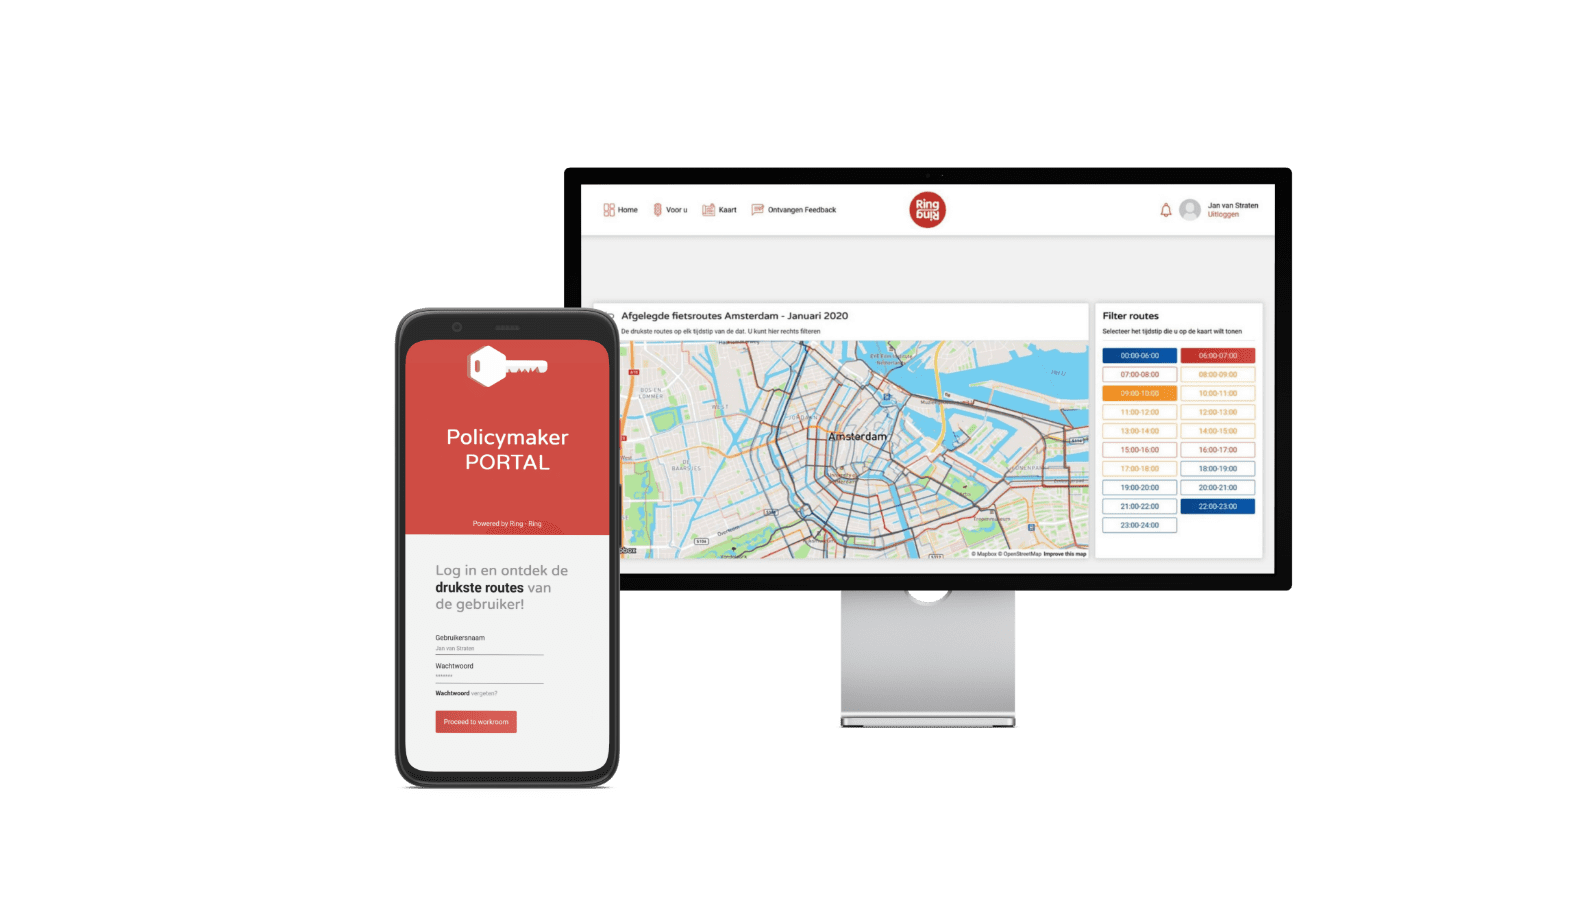 Home
Voor u
Kaart
Ontvangen Feedback
Ring
Ring
Jan van Straten
Uitloggen
Afgelegde fietsroutes Amsterdam - Januari 2020
De drukste routes op elk tijdstip van de dat. U kunt hier rechts filteren
BOS EN
LOMMER
WEST
JORDAAN
DE
BAARSJES
Amsterdam
© Mapbox © OpenStreetMap Improve this map
Filter routes
Selecteer het tijdstip die u op de kaart wilt tonen
00:00-06:00
06:00-07:00
07:00-08:00
08:00-09:00
09:00-10:00
10:00-11:00
11:00-12:00
12:00-13:00
13:00-14:00
14:00-15:00
15:00-16:00
16:00-17:00
17:00-18:00
18:00-19:00
19:00-20:00
20:00-21:00
21:00-22:00
22:00-23:00
23:00-24:00
Policymaker
PORTAL
Powered by Ring - Ring
Log in en ontdek de
drukste routes van
de gebruiker!
Gebruikersnaam
Jan van Straten
Wachtwoord
*******
Wachtwoord vergeten?
Proceed to workroom